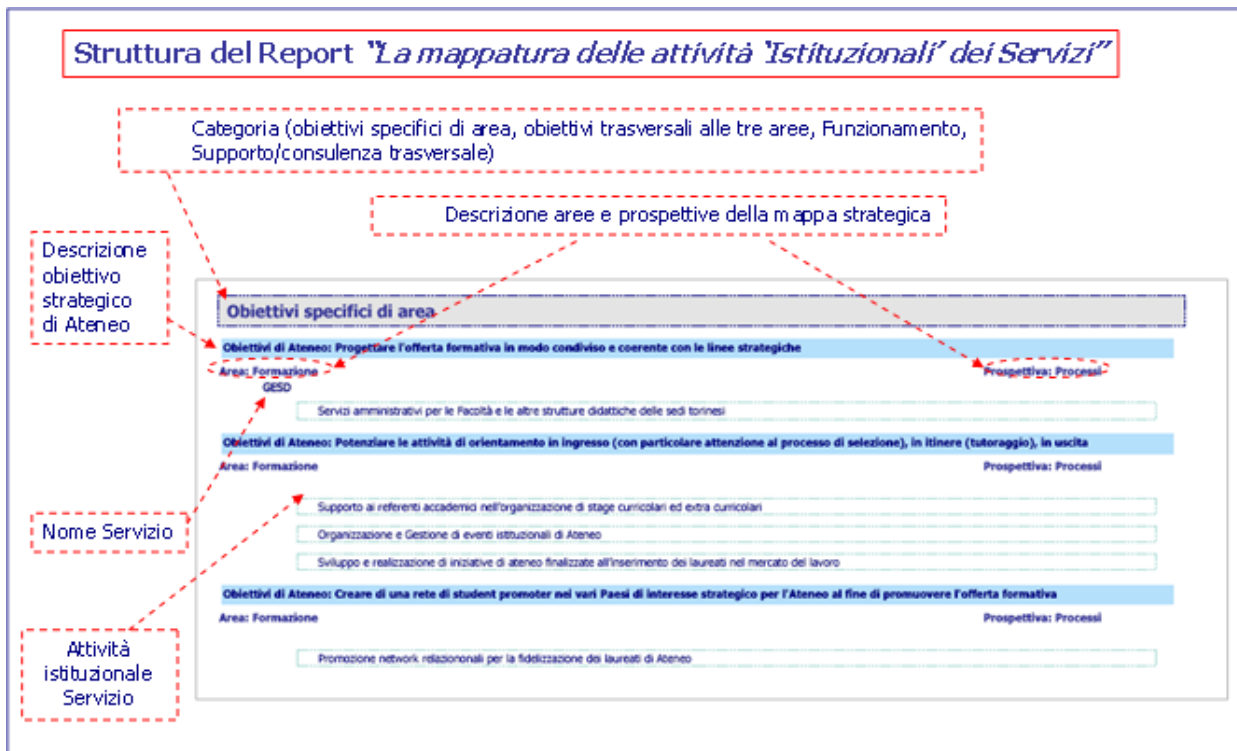 Struttura del Report "La mappatura delle attività 'Istituzionali' dei Servizi"
Categoria (obiettivi specifici di area, obiettivi trasversali alle tre aree, Funzionamento,
Supporto/consulenza trasversale)
Descrizione aree e prospettive della mappa strategica
Descrizione
obiettivo
strategico
di Ateneo
Obiettivi specifici di area
Obiettivi di Ateneo: Progettare l'offerta formativa in modo condiviso e coerente con le linee strategiche
Area: Formazione
Prospettiva: Processi
GESD
Servizi amministrativi per le Facoltà e le altre strutture didattiche delle sedi torinesi
Obiettivi di Ateneo: Potenziare le attività di orientamento in ingresso (con particolare attenzione al processo di selezione), in itinere (tutoraggio), in uscita
Area: Formazione
Prospettiva: Processi
Supporto ai referenti accademici nell'organizzazione di stage curricolari ed extra curricolari
Nome Servizio
Organizzazione e Gestione di eventi istituzionali di Ateneo
Sviluppo e realizzazione di iniziative di ateneo finalizzate all'inserimento dei laureati nel mercato del lavoro
Obiettivi di Ateneo: Creare di una rete di student promoter nei vari Paesi di interesse strategico per l'Ateneo al fine di promuovere l'offerta formativa
Area: Formazione
Prospettiva: Processi
Attività
istituzionale
Servizio
Promozione network relaziononali per la fidelizzazione dei laureati di Ateneo